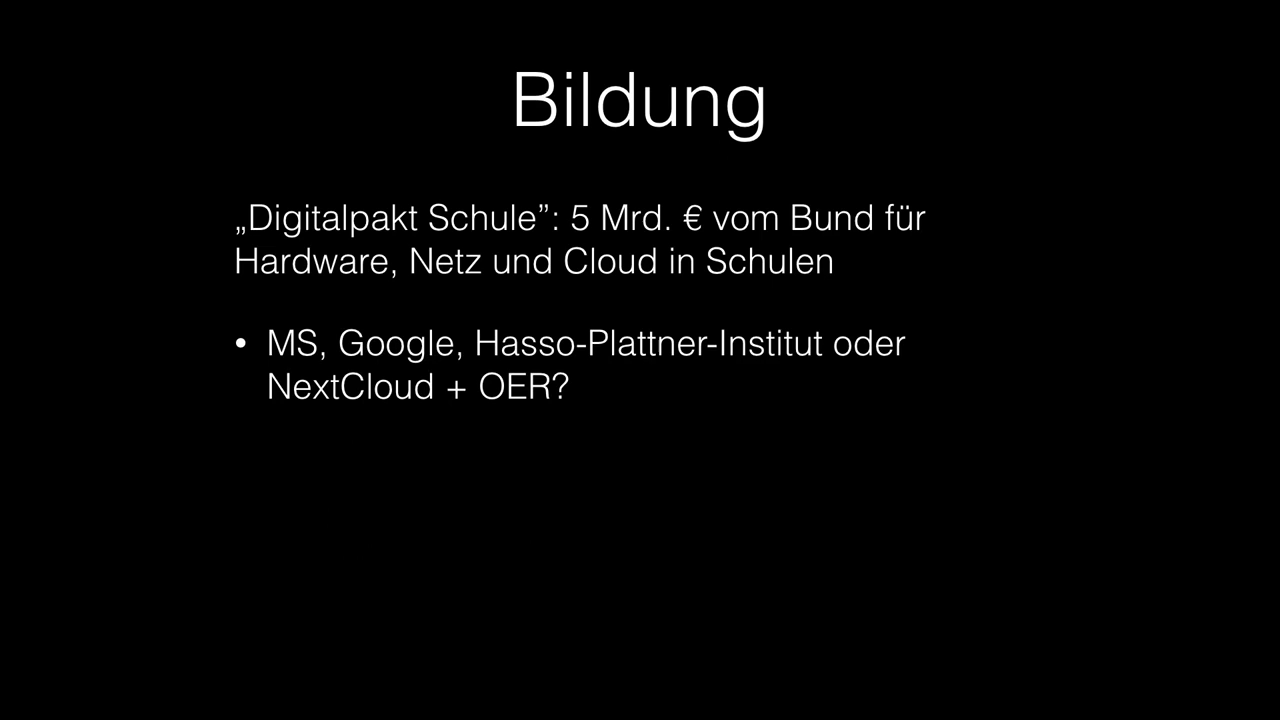 Bildung
„Digitalpakt Schule”: 5 Mrd. € vom Bund für
Hardware, Netz und Cloud in Schulen
• MS, Google, Hasso-Plattner-Institut oder
NextCloud + OER?